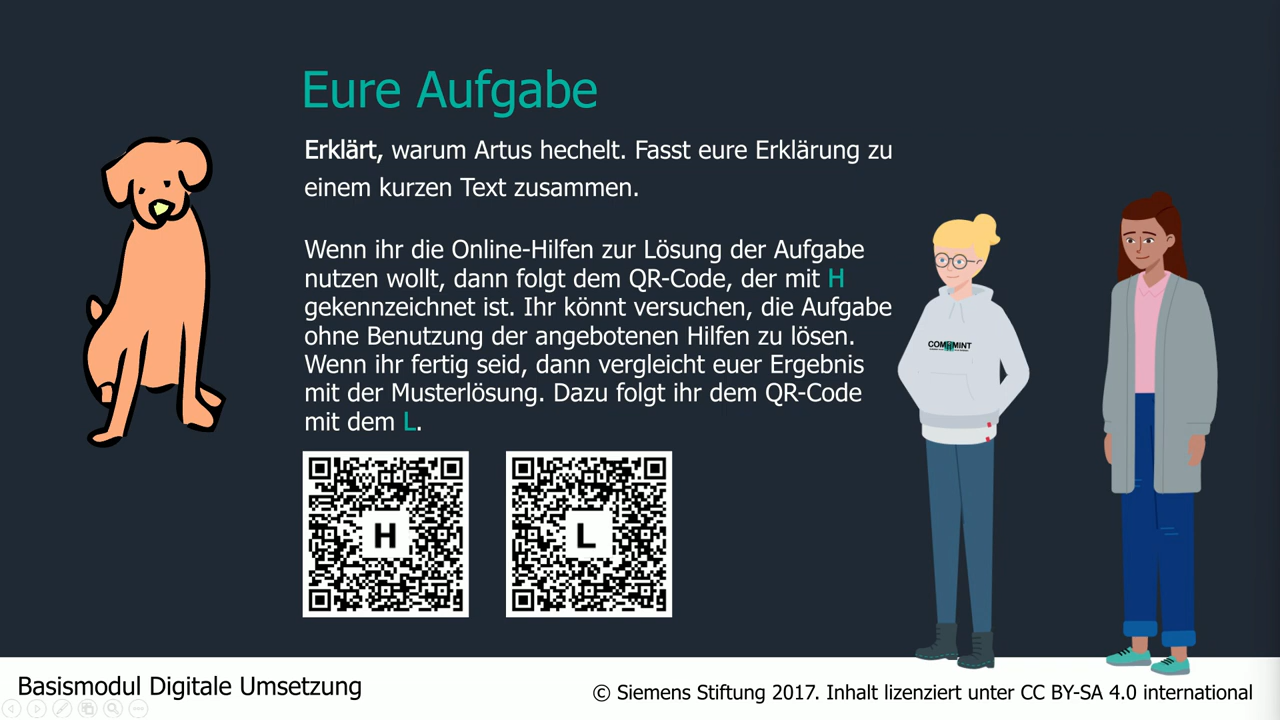 Eure Aufgabe
Erklärt, warum Artus hechelt. Fasst eure Erklärung zu
einem kurzen Text zusammen.
Wenn ihr die Online-Hilfen zur Lösung der Aufgabe
nutzen wollt, dann folgt dem QR-Code, der mit H
gekennzeichnet ist. Ihr könnt versuchen, die Aufgabe
ohne Benutzung der angebotenen Hilfen zu lösen.
Wenn ihr fertig seid, dann vergleicht euer Ergebnis
mit der Musterlösung. Dazu folgt ihr dem QR-Code
mit dem L.
H
L
Basismodul Digitale Umsetzung
© Siemens Stiftung 2017. Inhalt lizenziert unter CC BY-SA 4.0 international